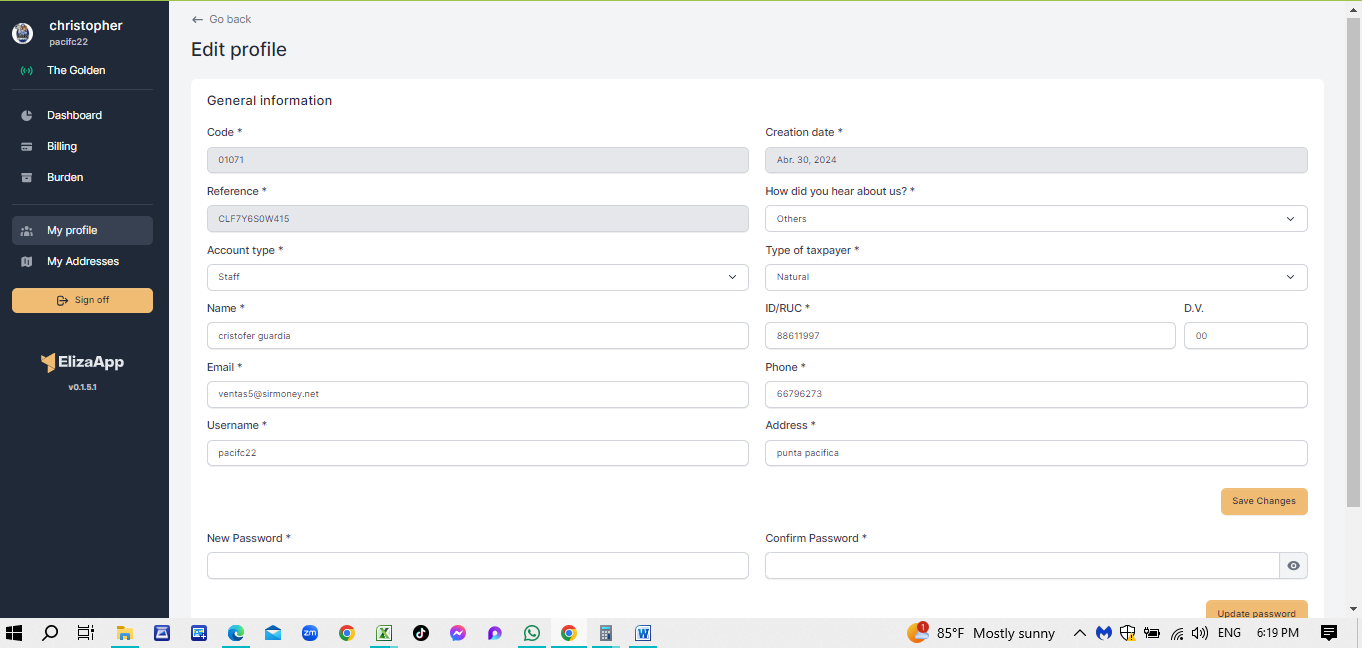 christopher
pacifc22
The Golden
Dashboard
Billing
Burden
My profile
My Addresses
Sign off
ElizaApp
v0.1.5.1
← Go back
Edit profile
General information
Code *
01071
Creation date *
Abr. 30, 2024
Reference *
CLF7Y6S0W415
How did you hear about us? *
Others
Account type *
Staff
Type of taxpayer *
Natural
Name *
cristofer guardia
ID/RUC *
88611997
D.V.
00
Email *
ventas5@sirmoney.net
Phone *
66796273
Username *
pacifc22
Address *
punta pacifica
Save Changes
New Password *
Confirm Password *
Update password
zm
1
85°F Mostly sunny
ENG
6:19 PM